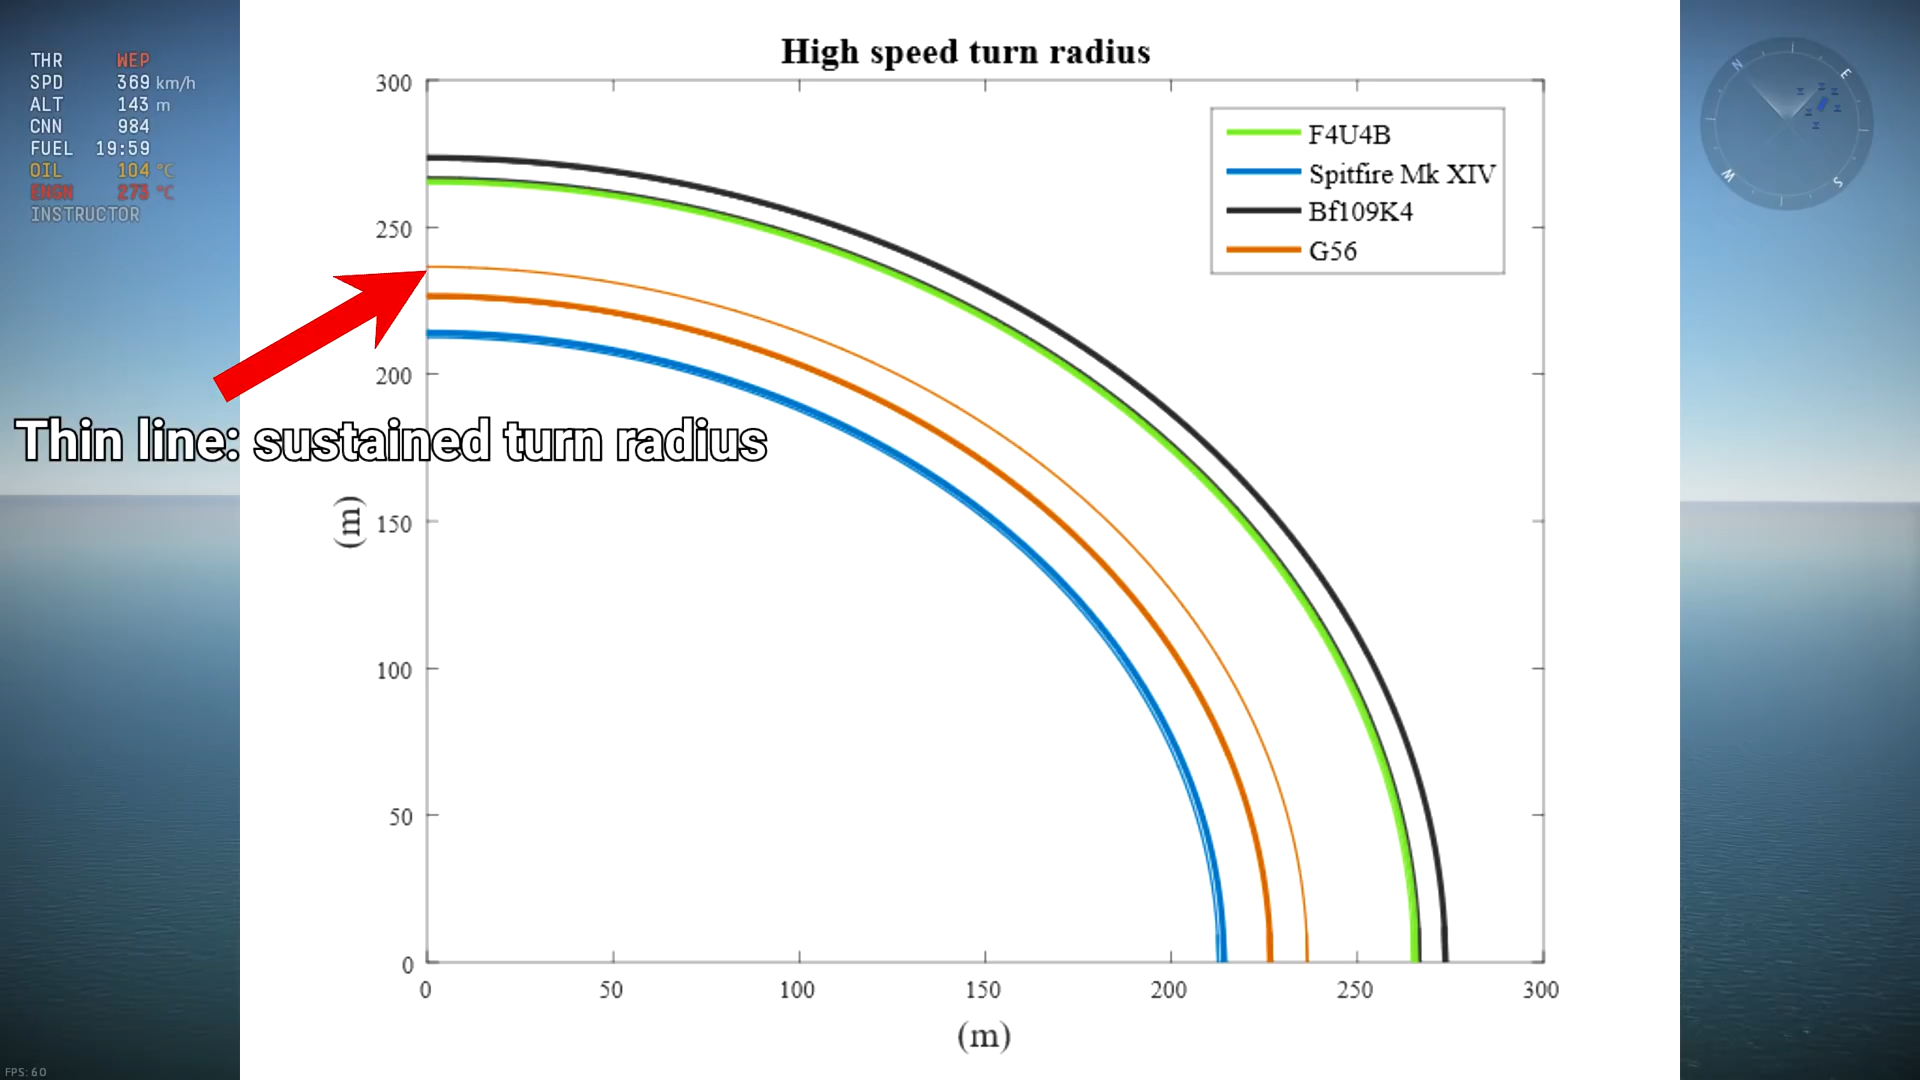 THR WEP
SPD 369 km/h
ALT 143 m
CNN 984
FUEL 19:59
OIL 104 °C
ENGN 273 °C
INSTRUCTOR
High speed turn radius
F4U4B
Spitfire Mk XIV
Bf109K4
G56
N
E
W
S
300
250
200
150
100
50
0
(m)
Thin line: sustained turn radius
0 50 100 150 200 250 300
(m)
FPS: 60